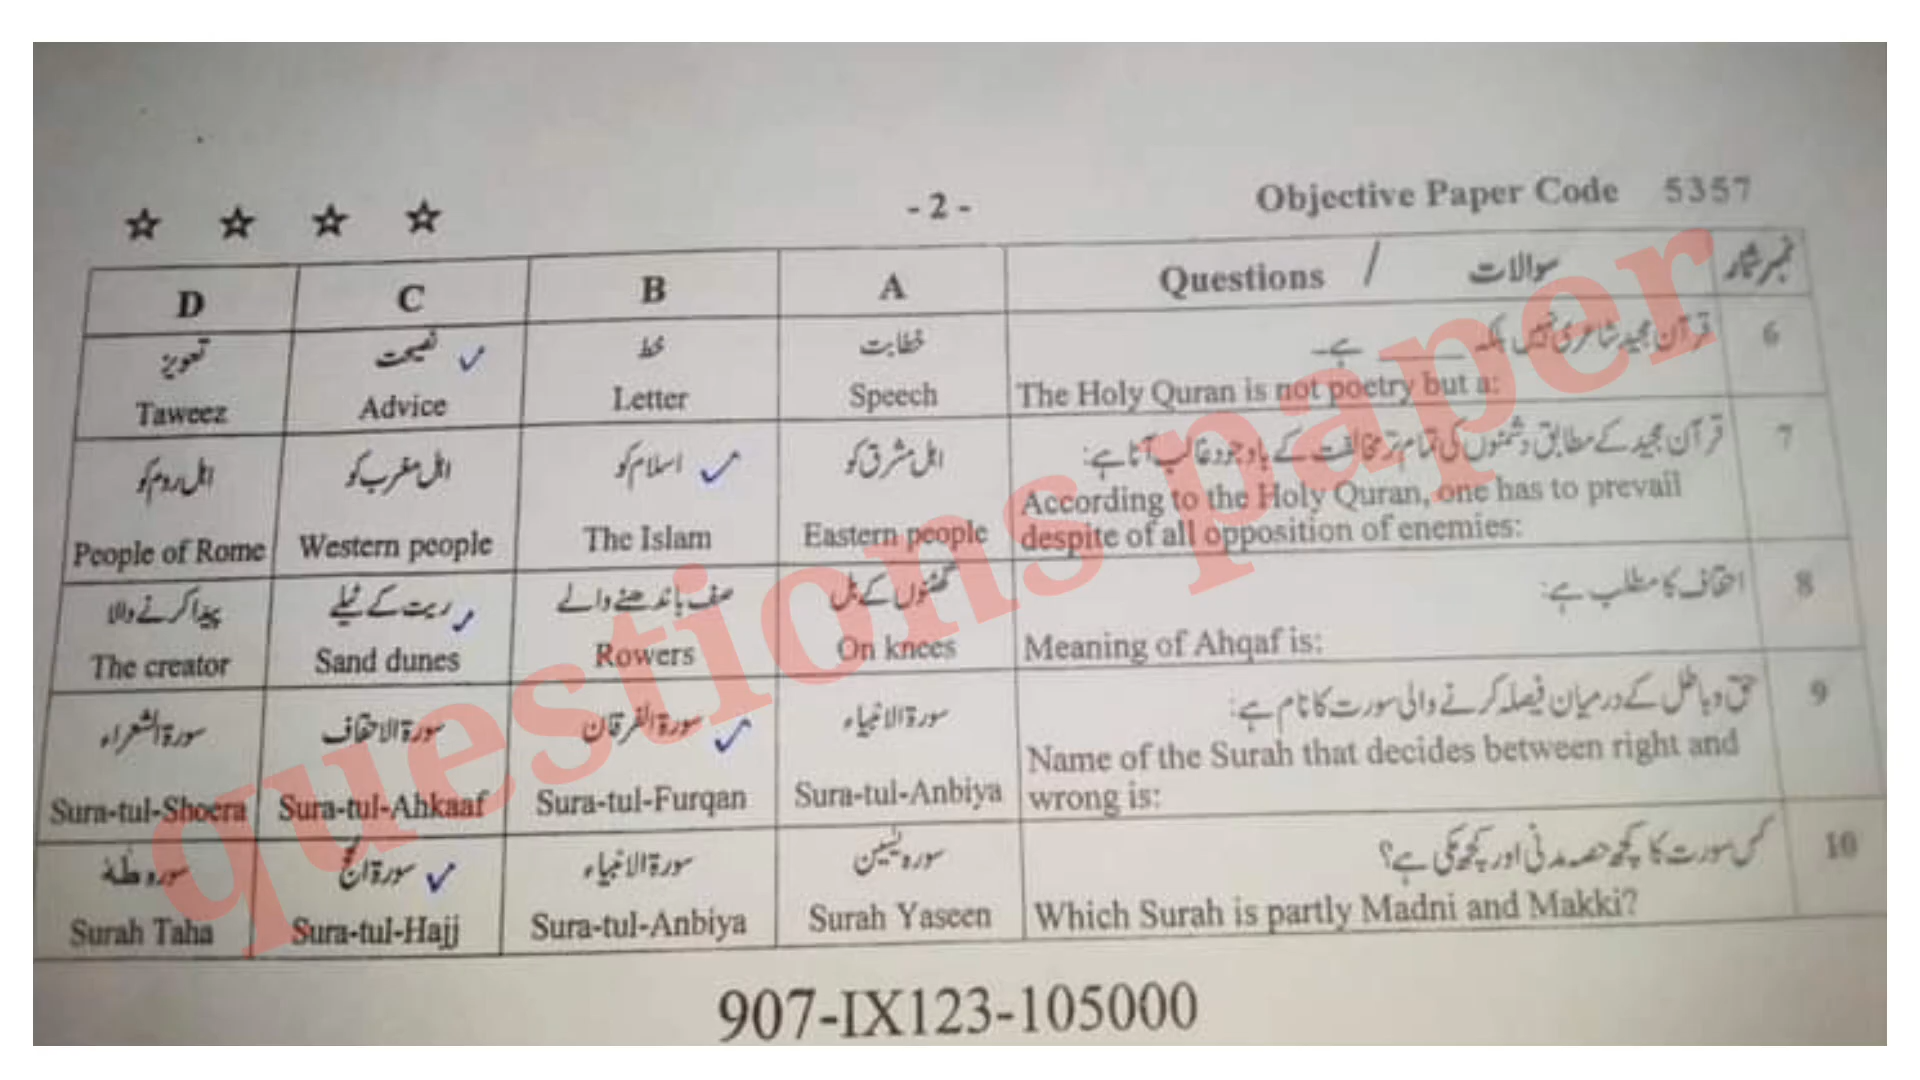 ☆ ☆ ☆ ☆ - 2 - Objective Paper Code 5357
نمبر شمار سوالات / Questions A B C D
6 قرآن مجید شاعری نہیں بلکہ ______ ہے۔ خطابت خط نصیحت ✓ تعویز
The Holy Quran is not poetry but a: Speech Letter Advice Taweez
7 قرآن مجید کے مطابق دشمنوں کی تمام تر مخالفت کے باوجود غالب آنا ہے: اہل مشرق کو اسلام کو ✓ اہل مغرب کو اہل روم کو
According to the Holy Quran, one has to prevail
despite of all opposition of enemies: Eastern people The Islam Western people People of Rome
8 احقاف کا مطلب ہے: گھٹنوں کے بل صف باندھنے والے ریت کے ٹیلے ✓ پیدا کرنے والا
Meaning of Ahqaf is: On knees Rowers Sand dunes The creator
9 حق و باطل کے درمیان فیصلہ کرنے والی سورت کا نام ہے: سورۃ الانبیاء سورۃ الفرقان ✓ سورۃ الاحقاف سورۃ الشعراء
Name of the Surah that decides between right and
wrong is: Sura-tul-Anbiya Sura-tul-Furqan Sura-tul-Ahkaaf Sura-tul-Shoera
10 کس سورت کا کچھ حصہ مدنی اور کچھ مکی ہے؟ سورہ یٰسین سورۃ الانبیاء سورۃ الحج ✓ سورہ طٰہٰ
Which Surah is partly Madni and Makki? Surah Yaseen Sura-tul-Anbiya Sura-tul-Hajj Surah Taha
907-IX123-105000
questions paper